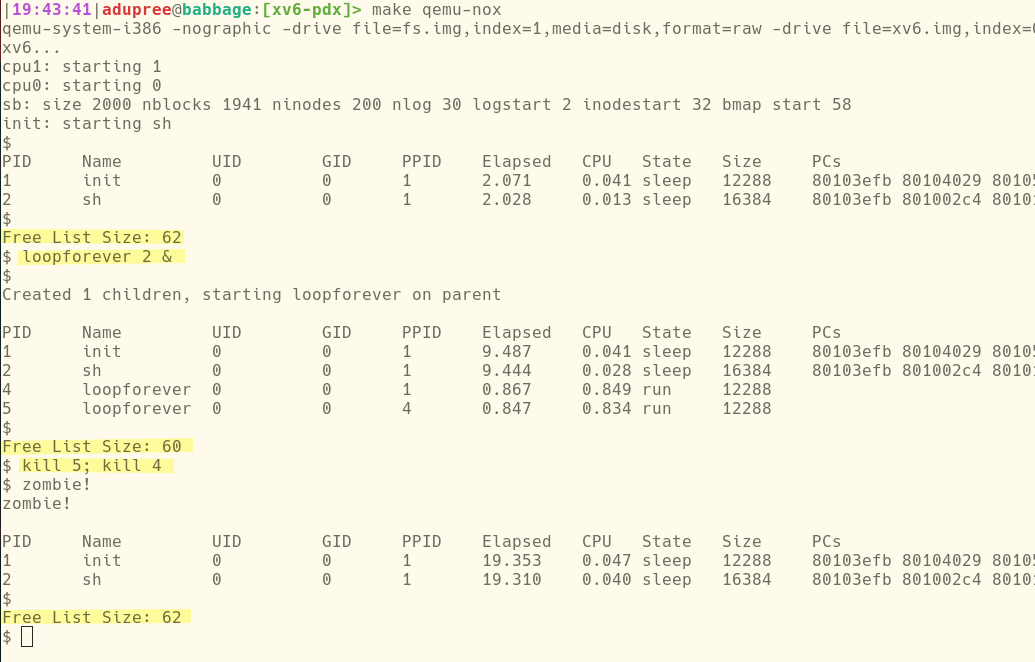 |19:43:41|adupree@babbage:[xv6-pdx]> make qemu-nox
qemu-system-i386 -nographic -drive file=fs.img,index=1,media=disk,format=raw -drive file=xv6.img,index=0
xv6...
cpu1: starting 1
cpu0: starting 0
sb: size 2000 nblocks 1941 ninodes 200 nlog 30 logstart 2 inodestart 32 bmap start 58
init: starting sh
$
PID Name UID GID PPID Elapsed CPU State Size PCs
1 init 0 0 1 2.071 0.041 sleep 12288 80103efb 80104029 8010
2 sh 0 0 1 2.028 0.013 sleep 16384 80103efb 801002c4 8010
$
Free List Size: 62
$ loopforever 2 &
$
Created 1 children, starting loopforever on parent
PID Name UID GID PPID Elapsed CPU State Size PCs
1 init 0 0 1 9.487 0.041 sleep 12288 80103efb 80104029 8010
2 sh 0 0 1 9.444 0.028 sleep 16384 80103efb 801002c4 8010
4 loopforever 0 0 1 0.867 0.849 run 12288
5 loopforever 0 0 4 0.847 0.834 run 12288
$
Free List Size: 60
$ kill 5; kill 4
$ zombie!
zombie!
PID Name UID GID PPID Elapsed CPU State Size PCs
1 init 0 0 1 19.353 0.047 sleep 12288 80103efb 80104029 8010
2 sh 0 0 1 19.310 0.040 sleep 16384 80103efb 801002c4 8010
$
Free List Size: 62
$